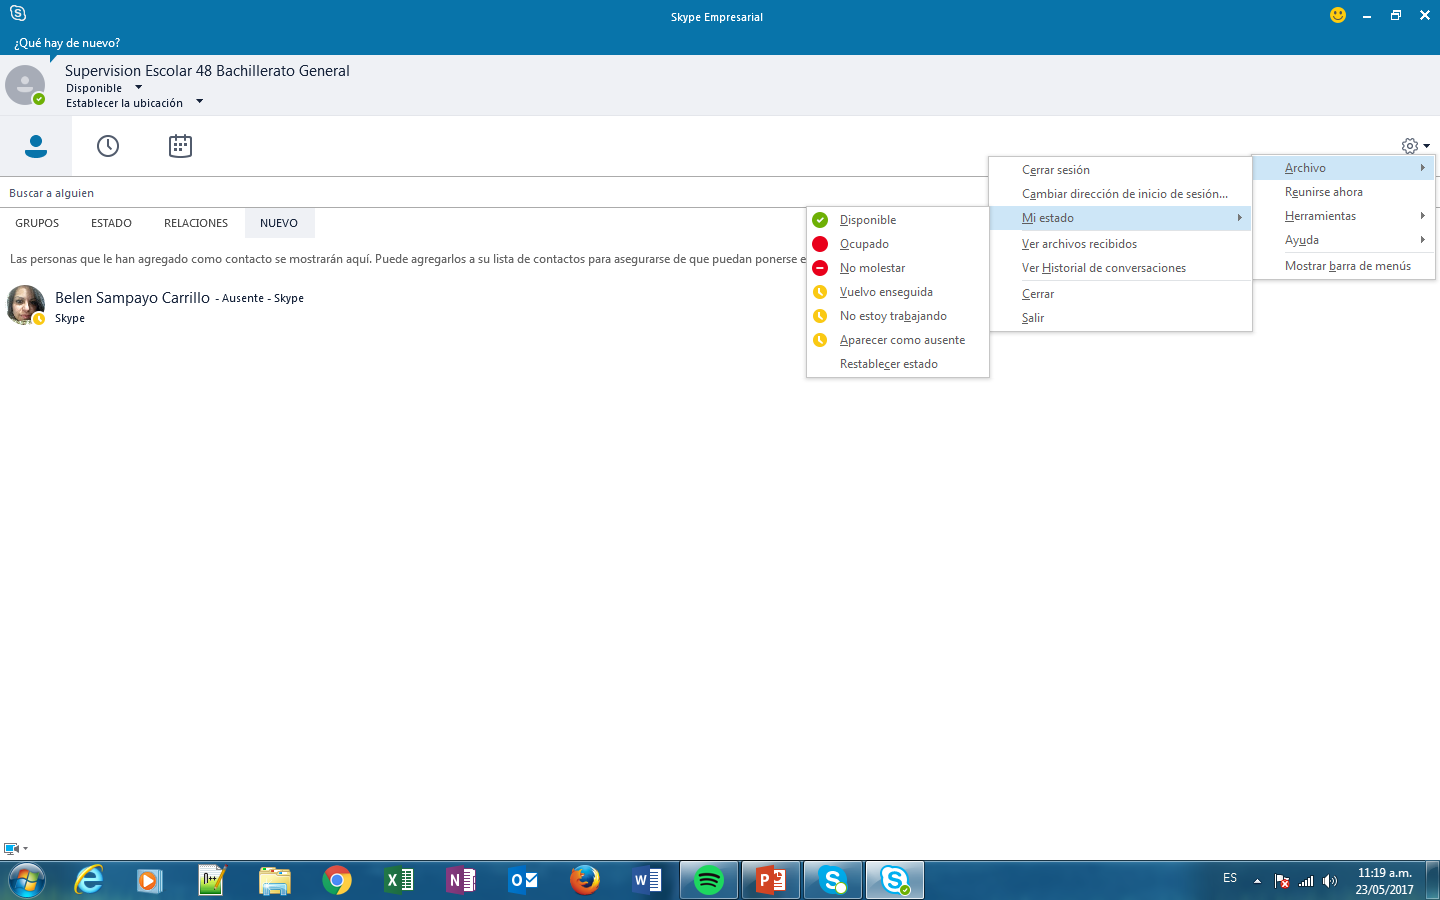 Skype Empresarial
¿Qué hay de nuevo?
Supervision Escolar 48 Bachillerato General
Disponible
Establecer la ubicación
Buscar a alguien
GRUPOS ESTADO RELACIONES NUEVO
Las personas que le han agregado como contacto se mostrarán aquí. Puede agregarlos a su lista de contactos para asegurarse de que puedan ponerse e
Belen Sampayo Carrillo - Ausente - Skype
Skype
Archivo
Reunirse ahora
Herramientas
Ayuda
Mostrar barra de menús
Cerrar sesión
Cambiar dirección de inicio de sesión...
Mi estado
Ver archivos recibidos
Ver Historial de conversaciones
Cerrar
Salir
Disponible
Ocupado
No molestar
Vuelvo enseguida
No estoy trabajando
Aparecer como ausente
Restablecer estado
ES
11:19 a.m.
23/05/2017